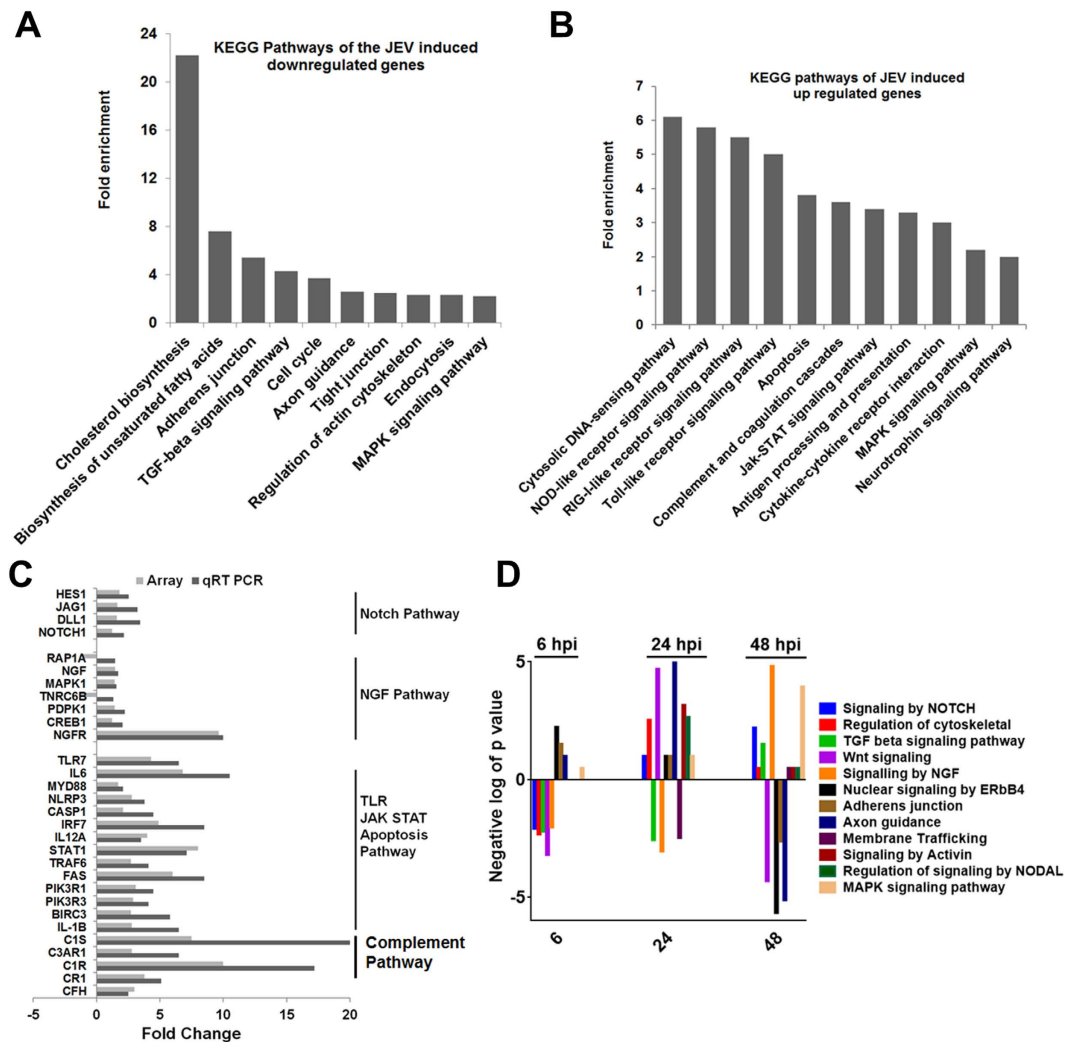 A
KEGG Pathways of the JEV induced
downregulated genes
Fold enrichment
24
20
16
12
8
4
0
Cholesterol biosynthesis
Biosynthesis of unsaturated fatty acids
Adherens junction
TGF-beta signaling pathway
Cell cycle
Axon guidance
Tight junction
Regulation of actin cytoskeleton
Endocytosis
MAPK signaling pathway
B
KEGG pathways of JEV induced
up regulated genes
Fold enrichment
7
6
5
4
3
2
1
0
Cytosolic DNA-sensing pathway
NOD-like receptor signaling pathway
RIG-I-like receptor signaling pathway
Toll-like receptor signaling pathway
Apoptosis
Complement and coagulation cascades
Jak-STAT signaling pathway
Antigen processing and presentation
Cytokine-cytokine receptor interaction
MAPK signaling pathway
Neurotrophin signaling pathway
C
Array qRT PCR
HES1
JAG1
DLL1
NOTCH1
Notch Pathway
RAP1A
NGF
MAPK1
TNRC6B
PDPK1
CREB1
NGFR
NGF Pathway
TLR7
IL6
MYD88
NLRP3
CASP1
IRF7
IL12A
STAT1
TRAF6
FAS
PIK3R1
PIK3R3
BIRC3
IL-1B
TLR
JAK STAT
Apoptosis
Pathway
C1S
C3AR1
C1R
CR1
CFH
Complement
Pathway
-5 0 5 10 15 20
Fold Change
D
6 hpi 24 hpi 48 hpi
Negative log of p value
5
0
-5
6 24 48
Signaling by NOTCH
Regulation of cytoskeletal
TGF beta signaling pathway
Wnt signaling
Signalling by NGF
Nuclear signaling by ERbB4
Adherens junction
Axon guidance
Membrane Trafficking
Signaling by Activin
Regulation of signaling by NODAL
MAPK signaling pathway